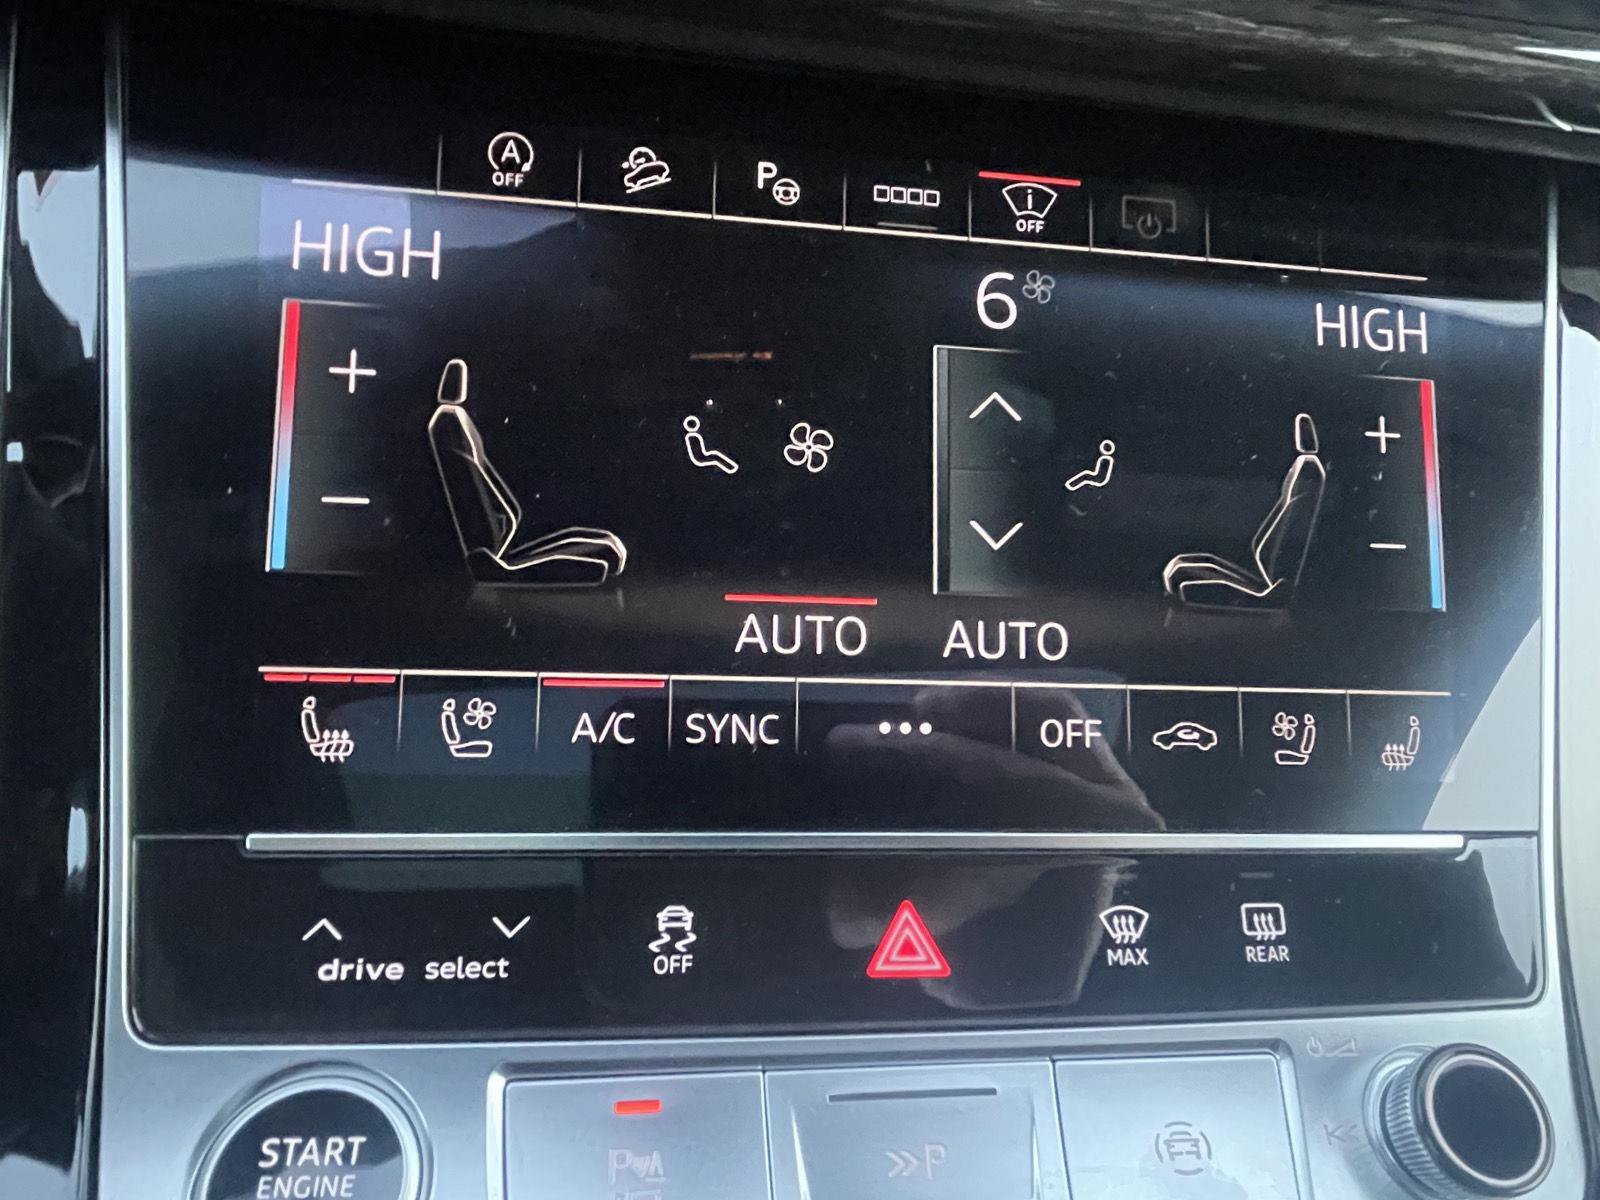 A
OFF
P
i
OFF
HIGH
6
HIGH
AUTO AUTO
A/C SYNC ••• OFF
drive select
OFF
MAX
REAR
START
ENGINE
P
>>P